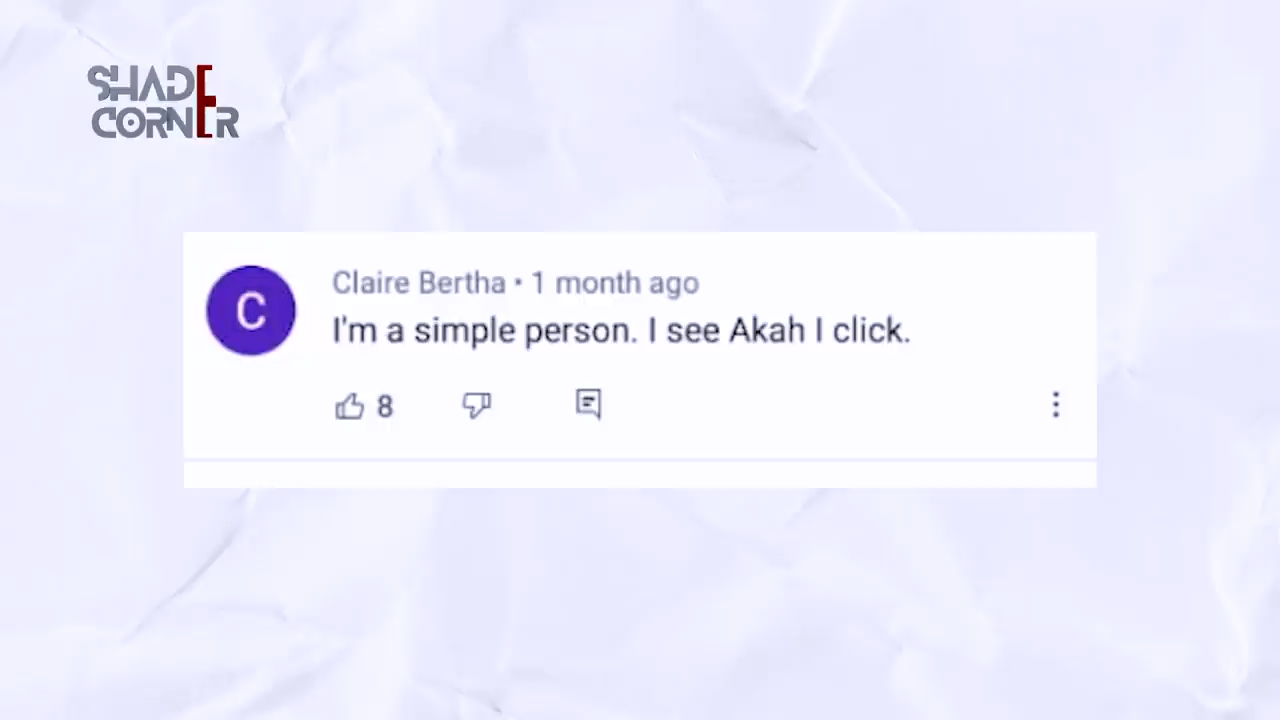 SHADE
CORNER
C
Claire Bertha • 1 month ago
I'm a simple person. I see Akah I click.
8